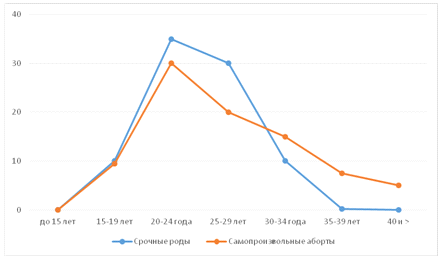 40
30
20
10
0
до 15 лет 15-19 лет 20-24 года 25-29 лет 30-34 года 35-39 лет 40 и >
Срочные роды Самопроизвольные аборты